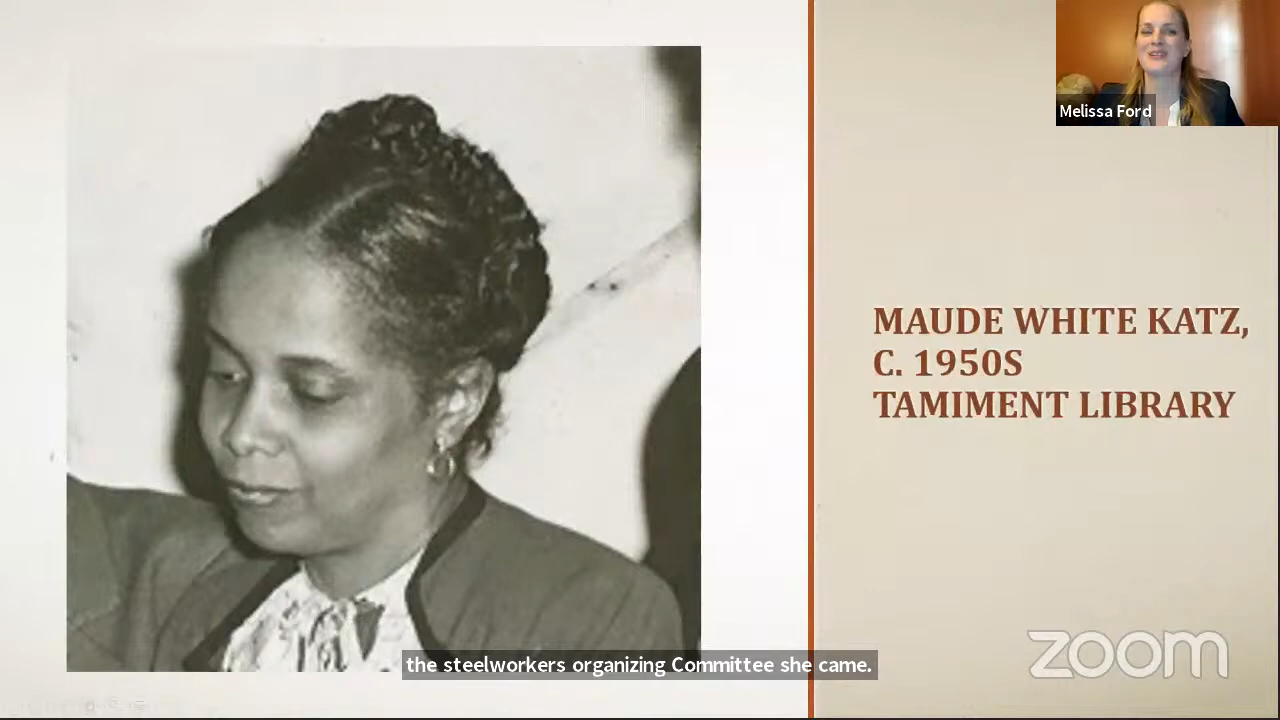 Melissa Ford
MAUDE WHITE KATZ,
C. 1950S
TAMIMENT LIBRARY
zoom
the steelworkers organizing Committee she came.